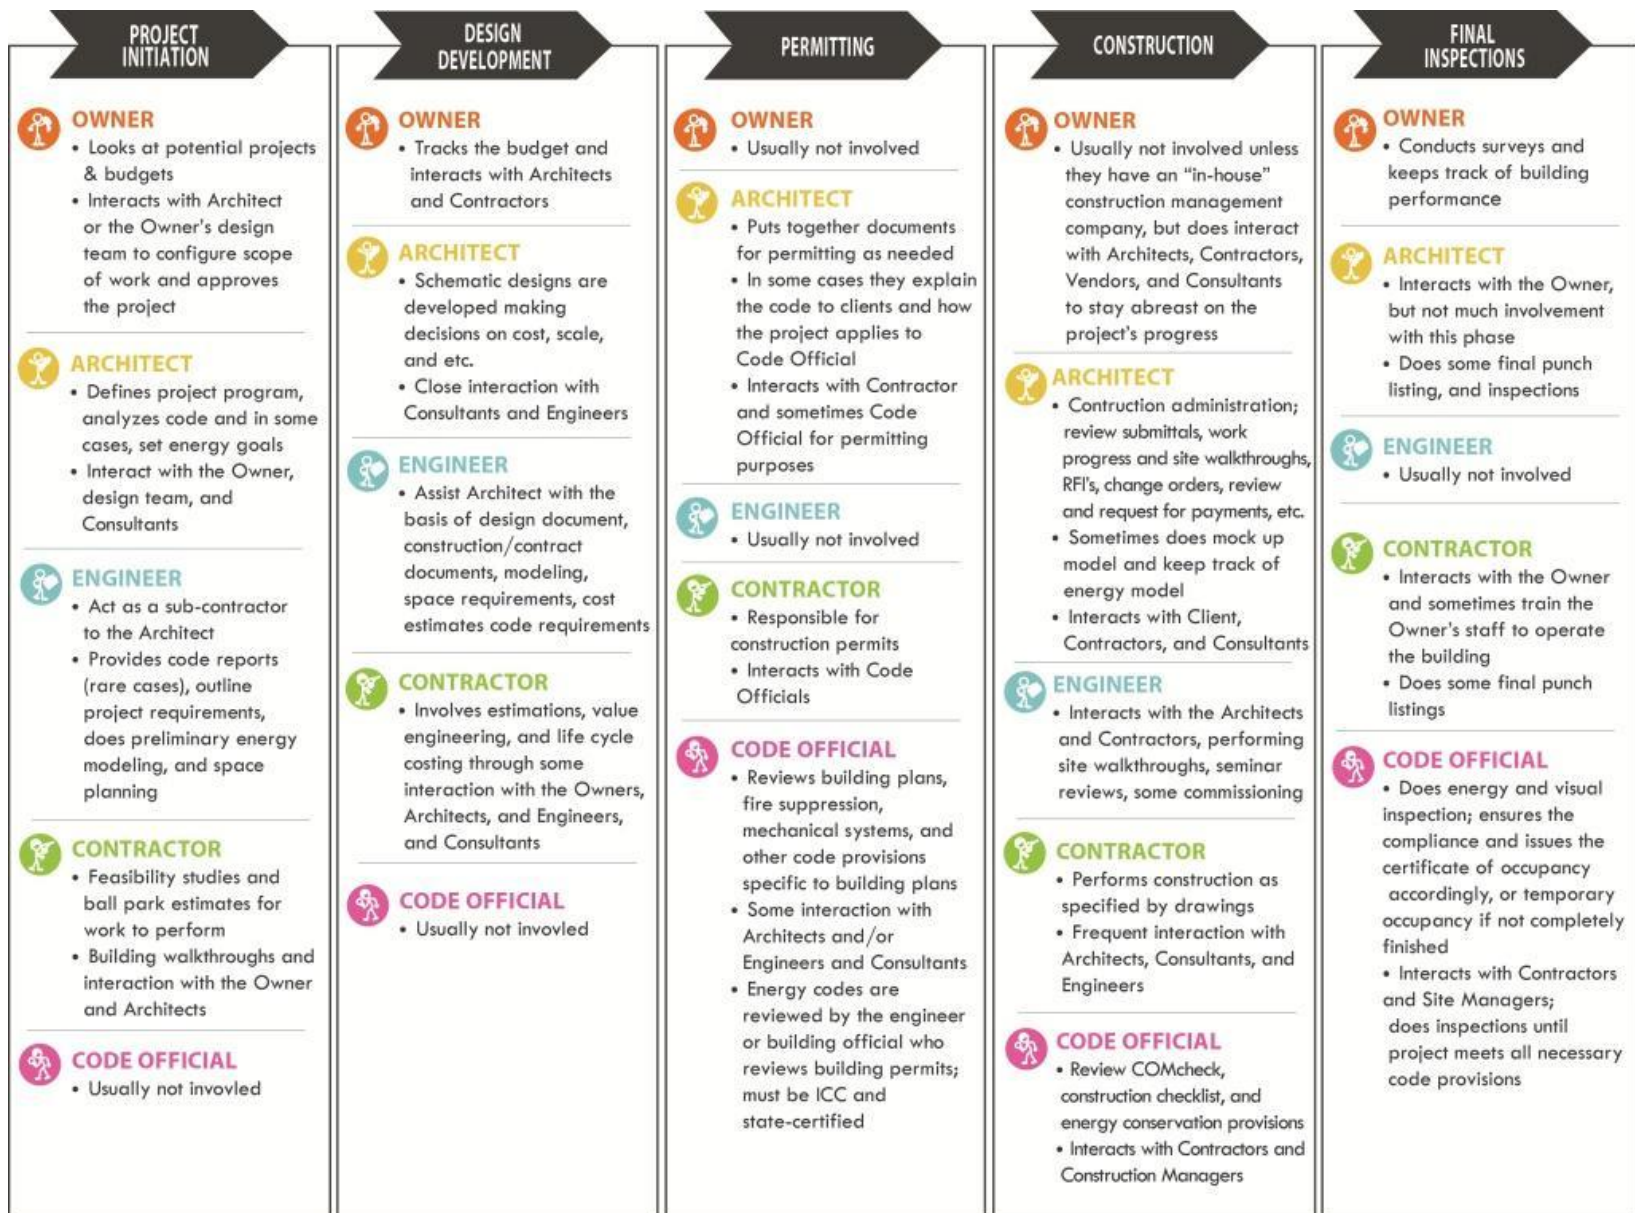 PROJECT
INITIATION
OWNER
• Looks at potential projects
& budgets
• Interacts with Architect
or the Owner's design
team to configure scope
of work and approves
the project
ARCHITECT
• Defines project program,
analyzes code and in some
cases, set energy goals
• Interact with the Owner,
design team, and
Consultants
ENGINEER
• Act as a sub-contractor
to the Architect
• Provides code reports
(rare cases), outline
project requirements,
does preliminary energy
modeling, and space
planning
CONTRACTOR
• Feasibility studies and
ball park estimates for
work to perform
• Building walkthroughs and
interaction with the Owner
and Architects
CODE OFFICIAL
• Usually not invovled
DESIGN
DEVELOPMENT
OWNER
• Tracks the budget and
interacts with Architects
and Contractors
ARCHITECT
• Schematic designs are
developed making
decisions on cost, scale,
and etc.
• Close interaction with
Consultants and Engineers
ENGINEER
• Assist Architect with the
basis of design document,
construction/contract
documents, modeling,
space requirements, cost
estimates code requirements
CONTRACTOR
• Involves estimations, value
engineering, and life cycle
costing through some
interaction with the Owners,
Architects, and Engineers,
and Consultants
CODE OFFICIAL
• Usually not invovled
PERMITTING
OWNER
• Usually not involved
ARCHITECT
• Puts together documents
for permitting as needed
• In some cases they explain
the code to clients and how
the project applies to
Code Official
• Interacts with Contractor
and sometimes Code
Official for permitting
purposes
ENGINEER
• Usually not involved
CONTRACTOR
• Responsible for
construction permits
• Interacts with Code
Officials
CODE OFFICIAL
• Reviews building plans,
fire suppression,
mechanical systems, and
other code provisions
specific to building plans
• Some interaction with
Architects and/or
Engineers and Consultants
• Energy codes are
reviewed by the engineer
or building official who
reviews building permits;
must be ICC and
state-certified
CONSTRUCTION
OWNER
• Usually not involved unless
they have an “in-house”
construction management
company, but does interact
with Architects, Contractors,
Vendors, and Consultants
to stay abreast on the
project's progress
ARCHITECT
• Contruction administration;
review submittals, work
progress and site walkthroughs,
RFI's, change orders, review
and request for payments, etc.
• Sometimes does mock up
model and keep track of
energy model
• Interacts with Client,
Contractors, and Consultants
ENGINEER
• Interacts with the Architects
and Contractors, performing
site walkthroughs, seminar
reviews, some commissioning
CONTRACTOR
• Performs construction as
specified by drawings
• Frequent interaction with
Architects, Consultants, and
Engineers
CODE OFFICIAL
• Review COMcheck,
construction checklist, and
energy conservation provisions
• Interacts with Contractors and
Construction Managers
FINAL
INSPECTIONS
OWNER
• Conducts surveys and
keeps track of building
performance
ARCHITECT
• Interacts with the Owner,
but not much involvement
with this phase
• Does some final punch
listing, and inspections
ENGINEER
• Usually not involved
CONTRACTOR
• Interacts with the Owner
and sometimes train the
Owner's staff to operate
the building
• Does some final punch
listings
CODE OFFICIAL
• Does energy and visual
inspection; ensures the
compliance and issues the
certificate of occupancy
accordingly, or temporary
occupancy if not completely
finished
• Interacts with Contractors
and Site Managers;
does inspections until
project meets all necessary
code provisions